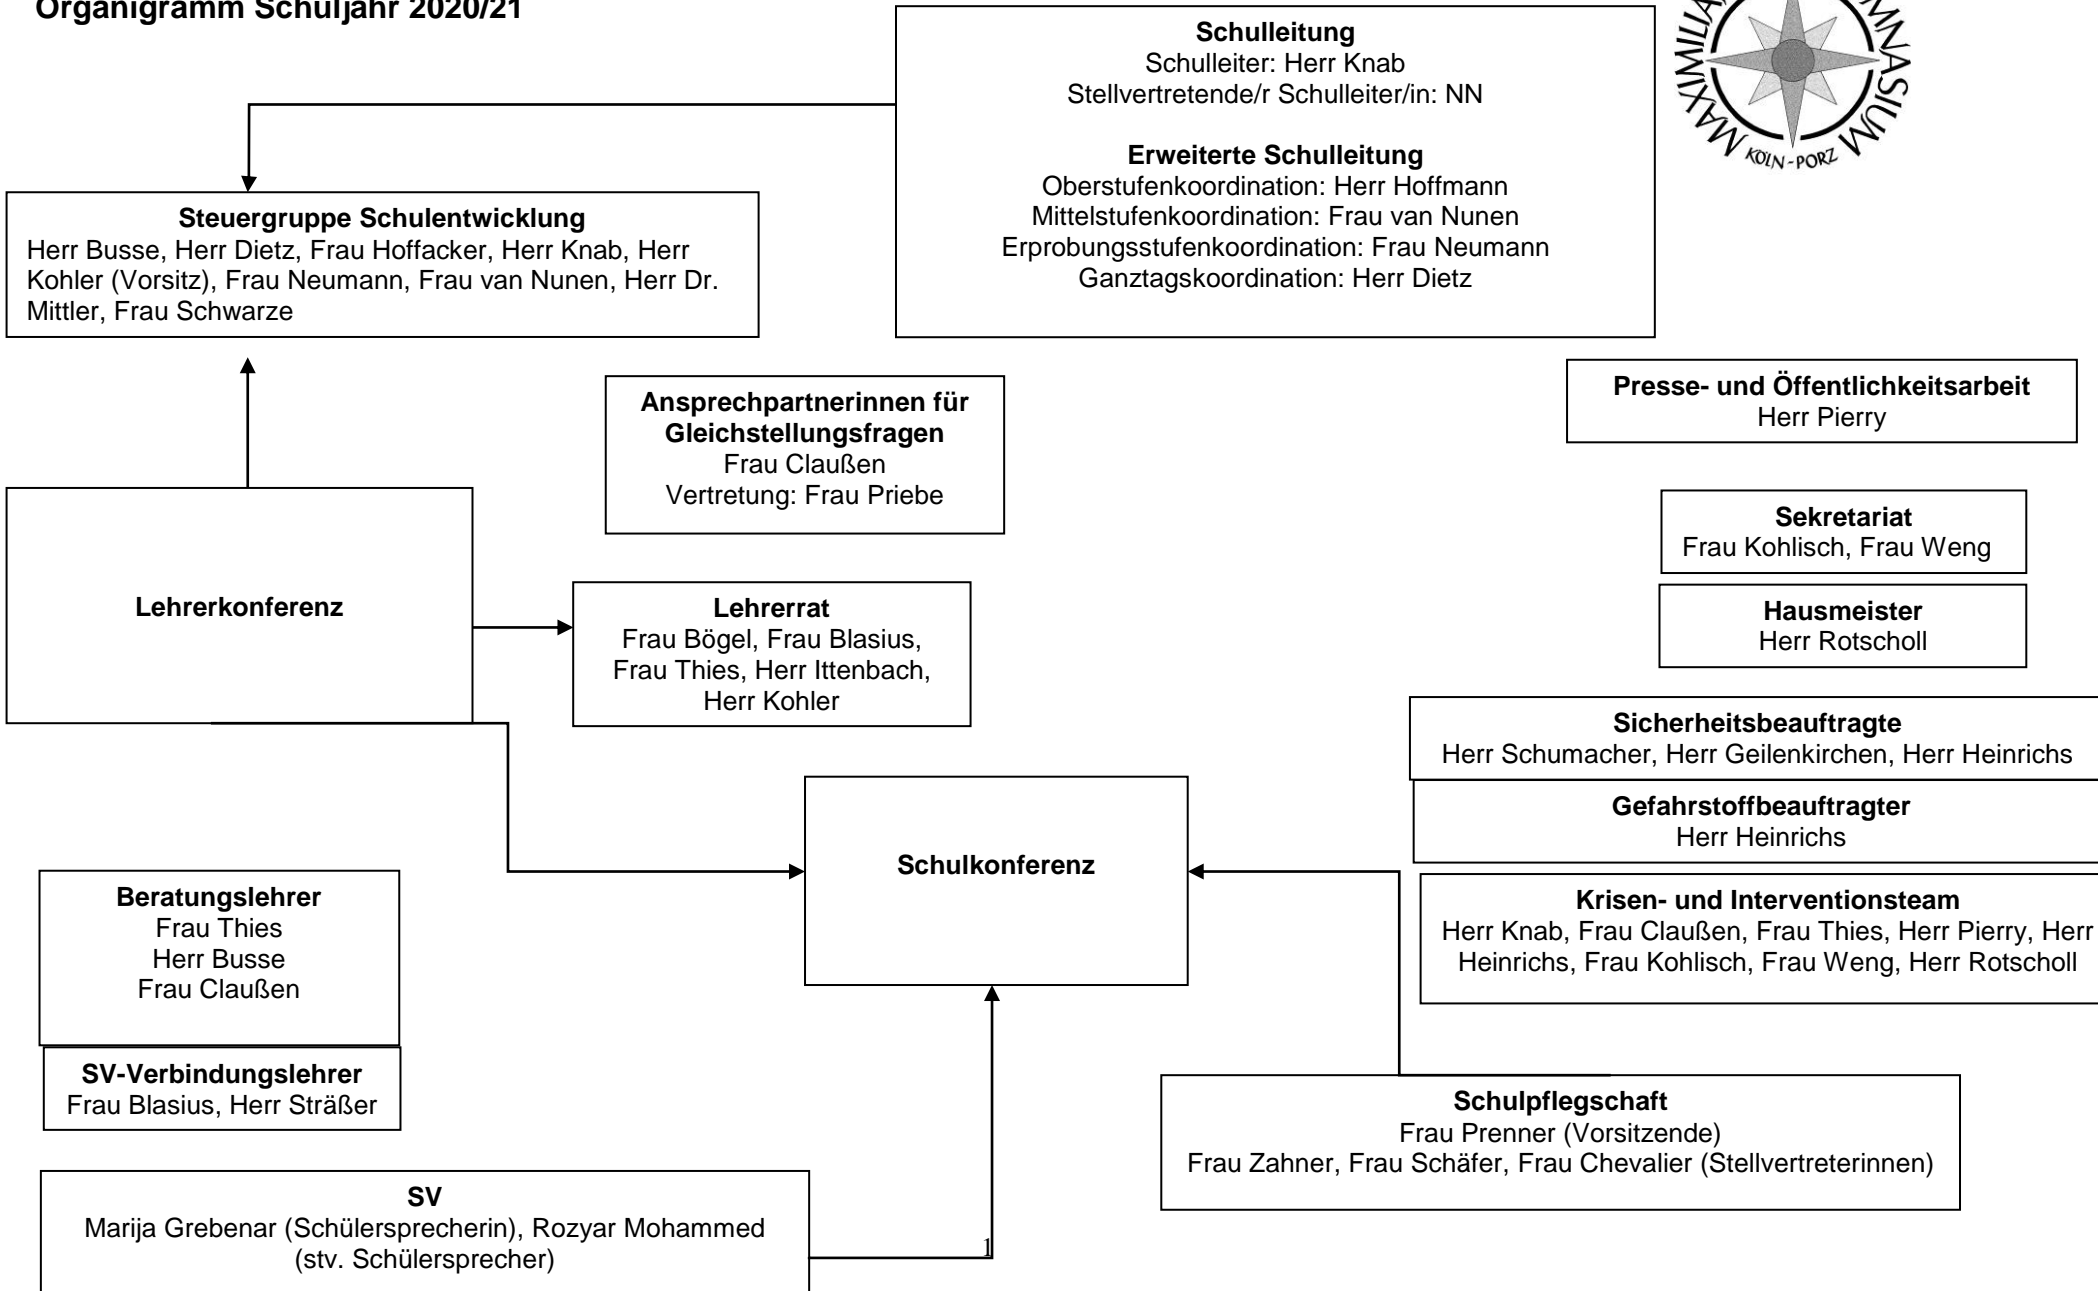 Organigramm Schuljahr 2020/21
Schulleitung
Schulleiter: Herr Knab
Stellvertretende/r Schulleiter/in: NN
Erweiterte Schulleitung
Oberstufenkoordination: Herr Hoffmann
Mittelstufenkoordination: Frau van Nunen
Erprobungsstufenkoordination: Frau Neumann
Ganztagskoordination: Herr Dietz
KÖLN-PORZ
Steuergruppe Schulentwicklung
Herr Busse, Herr Dietz, Frau Hoffacker, Herr Knab, Herr
Kohler (Vorsitz), Frau Neumann, Frau van Nunen, Herr Dr.
Mittler, Frau Schwarze
Ansprechpartnerinnen für
Gleichstellungsfragen
Frau Claußen
Vertretung: Frau Priebe
Presse- und Öffentlichkeitsarbeit
Herr Pierry
Sekretariat
Frau Kohlisch, Frau Weng
Lehrerkonferenz
Lehrerrat
Frau Bögel, Frau Blasius,
Frau Thies, Herr Ittenbach,
Herr Kohler
Hausmeister
Herr Rotscholl
Sicherheitsbeauftragte
Herr Schumacher, Herr Geilenkirchen, Herr Heinrichs
Gefahrstoffbeauftragter
Herr Heinrichs
Schulkonferenz
Krisen- und Interventionsteam
Herr Knab, Frau Claußen, Frau Thies, Herr Pierry, Herr
Heinrichs, Frau Kohlisch, Frau Weng, Herr Rotscholl
Beratungslehrer
Frau Thies
Herr Busse
Frau Claußen
SV-Verbindungslehrer
Frau Blasius, Herr Sträßer
Schulpflegschaft
Frau Prenner (Vorsitzende)
Frau Zahner, Frau Schäfer, Frau Chevalier (Stellvertreterinnen)
SV
Marija Grebenar (Schülersprecherin), Rozyar Mohammed
(stv. Schülersprecher)
1